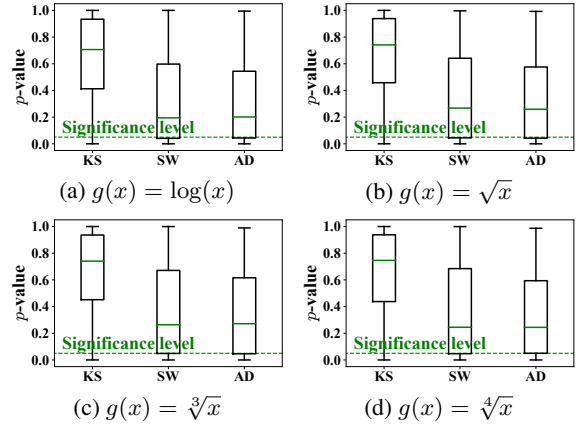 1.0
0.8
0.6
0.4
0.2
0.0
p-value
Significance level
KS SW AD
(a) g(x) = log(x)
1.0
0.8
0.6
0.4
0.2
0.0
p-value
Significance level
KS SW AD
(b) g(x) = √x
1.0
0.8
0.6
0.4
0.2
0.0
p-value
Significance level
KS SW AD
(c) g(x) = ∛x
1.0
0.8
0.6
0.4
0.2
0.0
p-value
Significance level
KS SW AD
(d) g(x) = ∜x